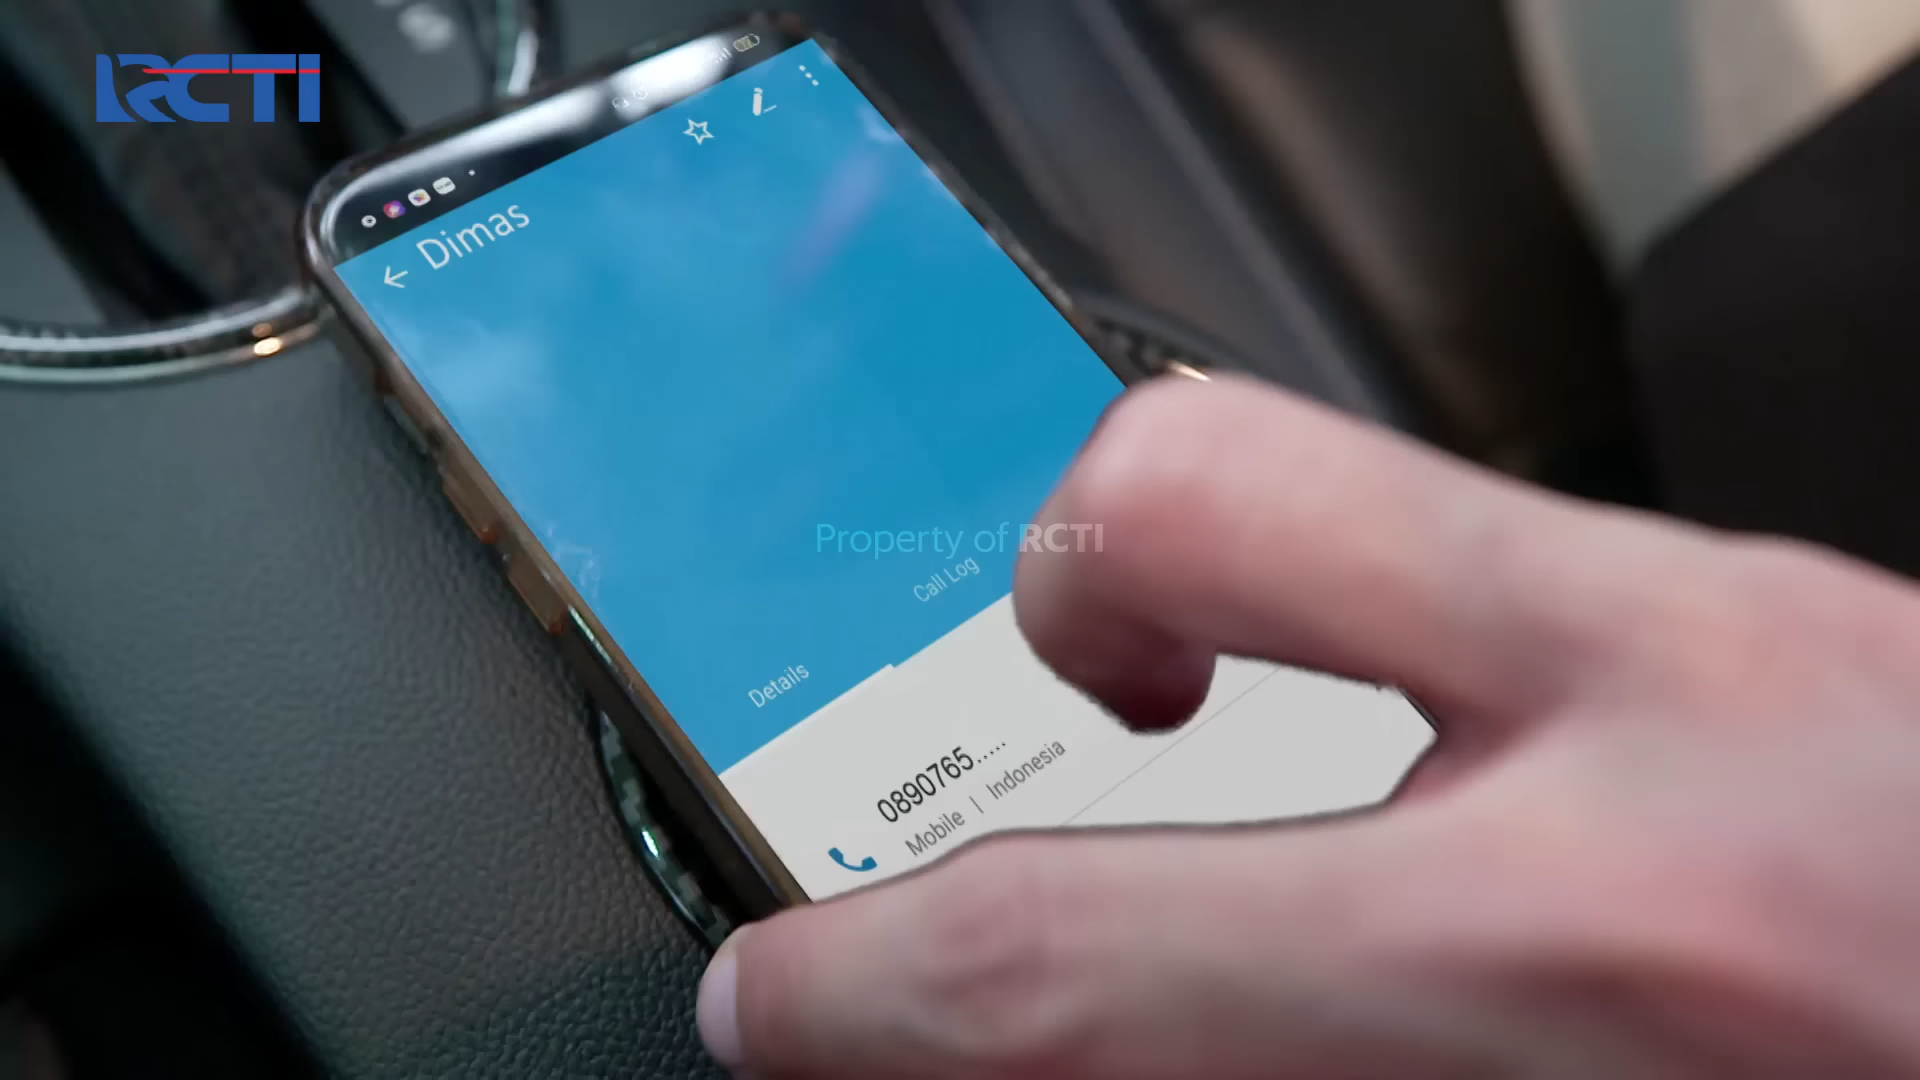 RCTI
Dimas
Property of RCTI
Call Log
Details
0890765.....
Mobile | Indonesia